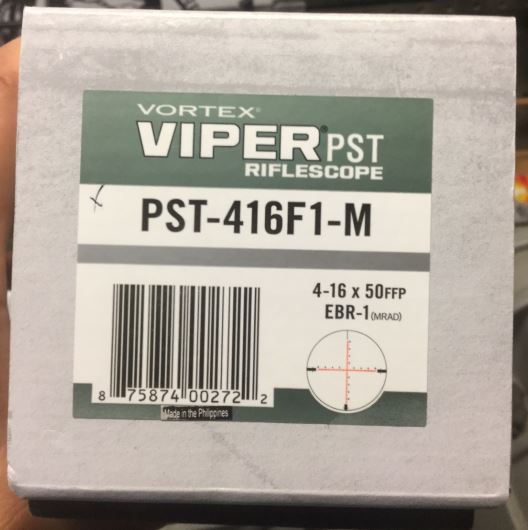 VORTEX®
VIPER® PST
RIFLESCOPE
PST-416F1-M
4-16 x 50FFP
EBR-1 (MRAD)
8 75874 00272 2
Made in the Philippines